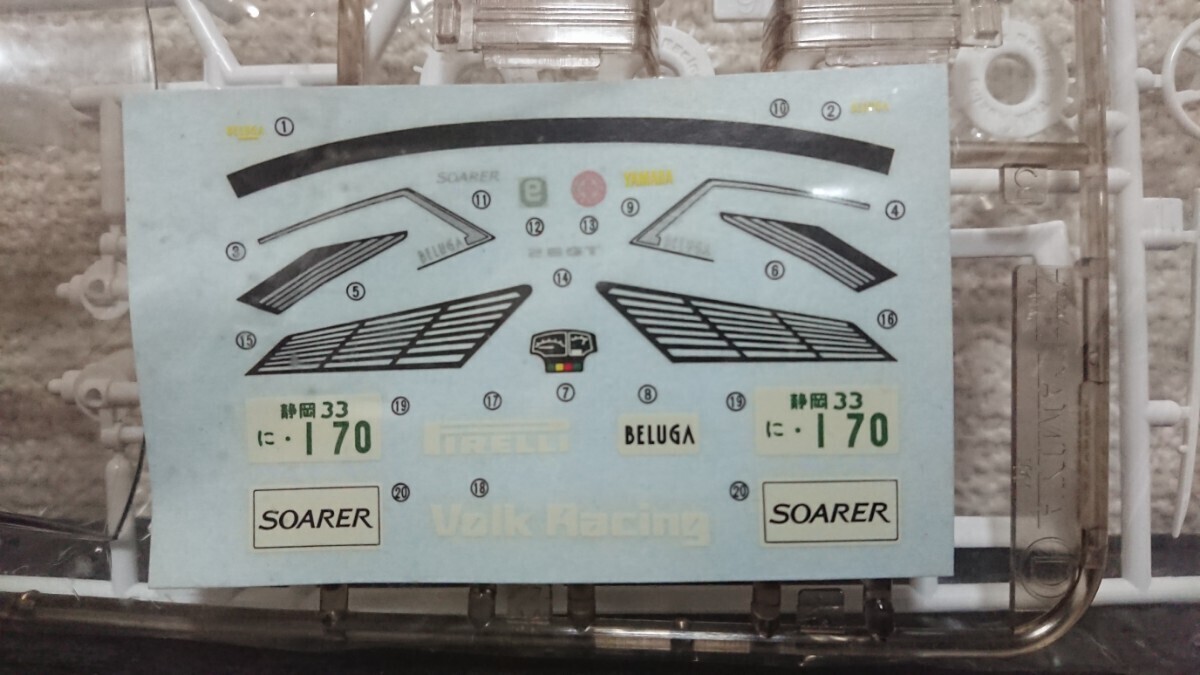 ① ⑩ ②
SOARER ⑪ ⑫ ⑬ ⑨ YAMAHA ④
e
③ BELUGA BELUGA
28GT
⑤ ⑭ ⑥
⑮ ⑯
⑦
⑲ ⑰ ⑧ ⑲
静岡 33
に・170
PIRELLI
BELUGA
静岡 33
に・170
⑳ ⑱ ⑳
SOARER
Volk Racing
SOARER